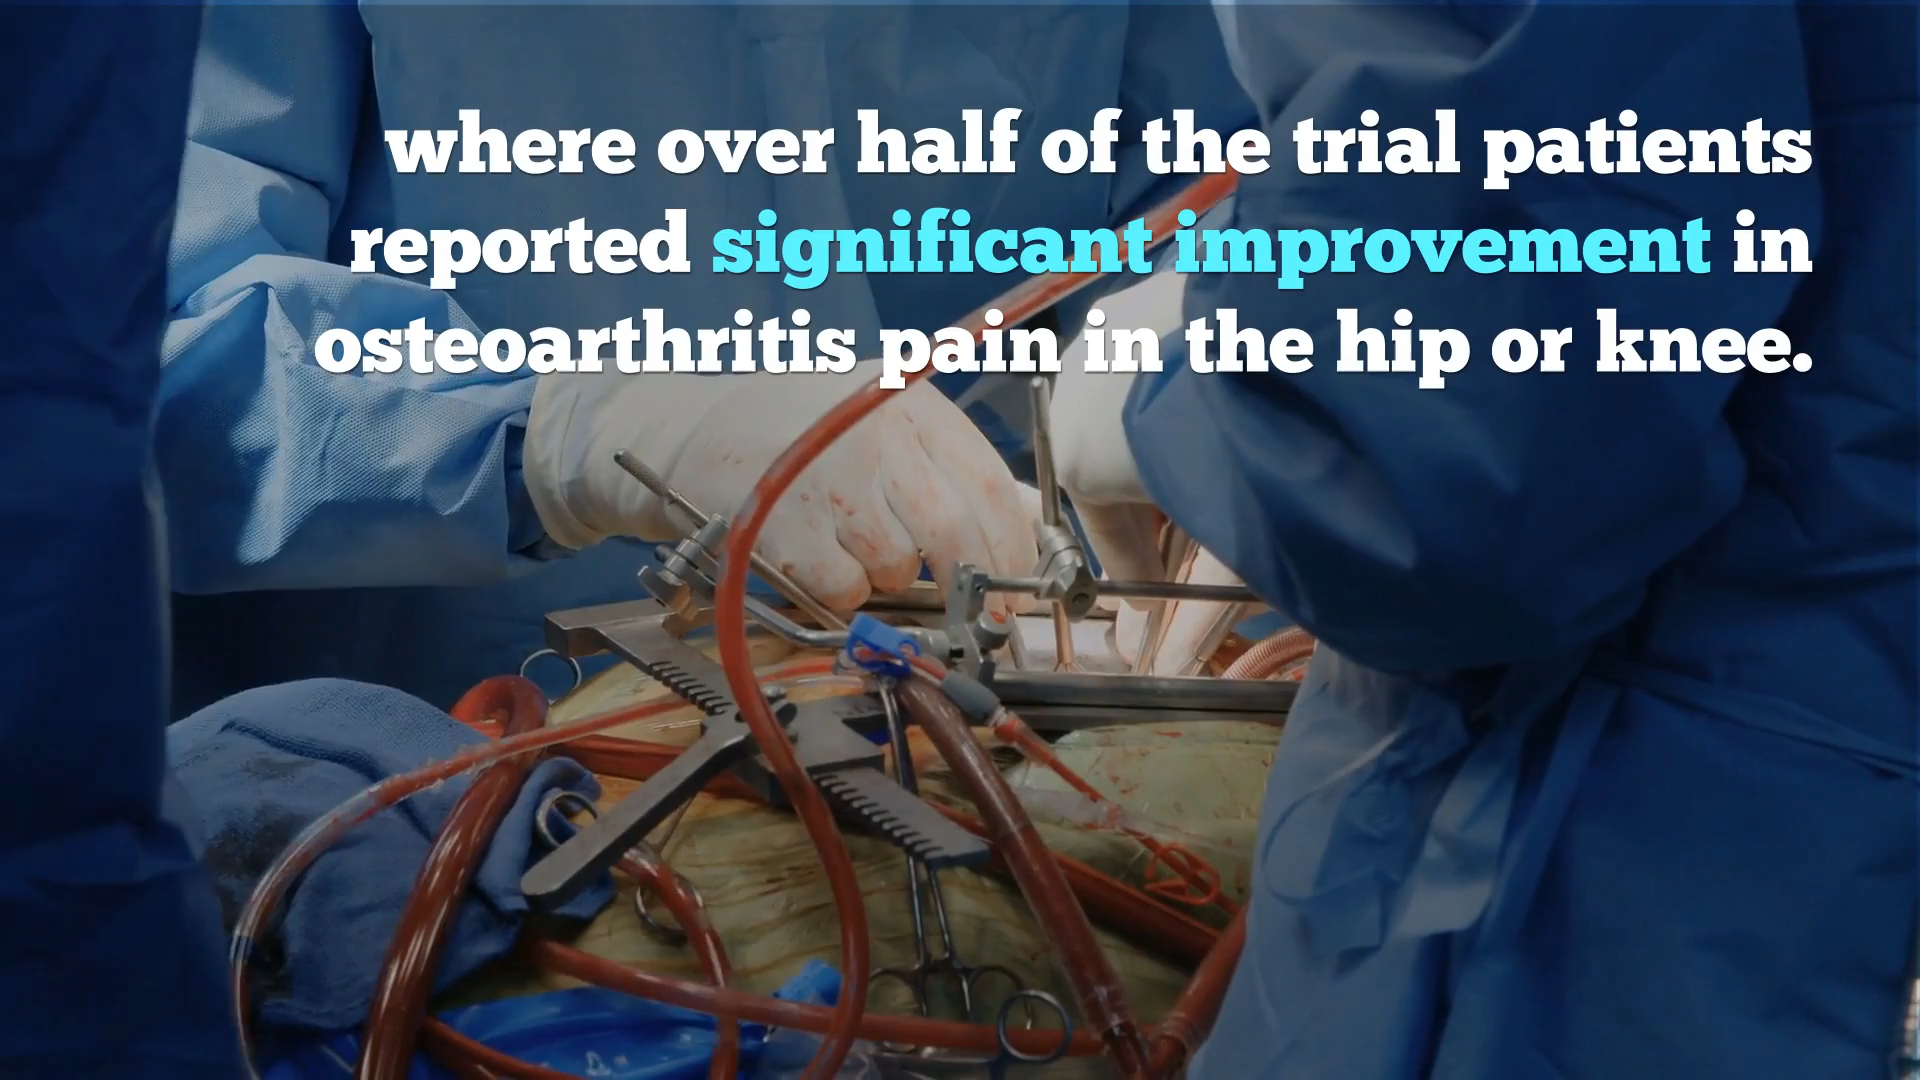 where over half of the trial patients
reported significant improvement in
osteoarthritis pain in the hip or knee.